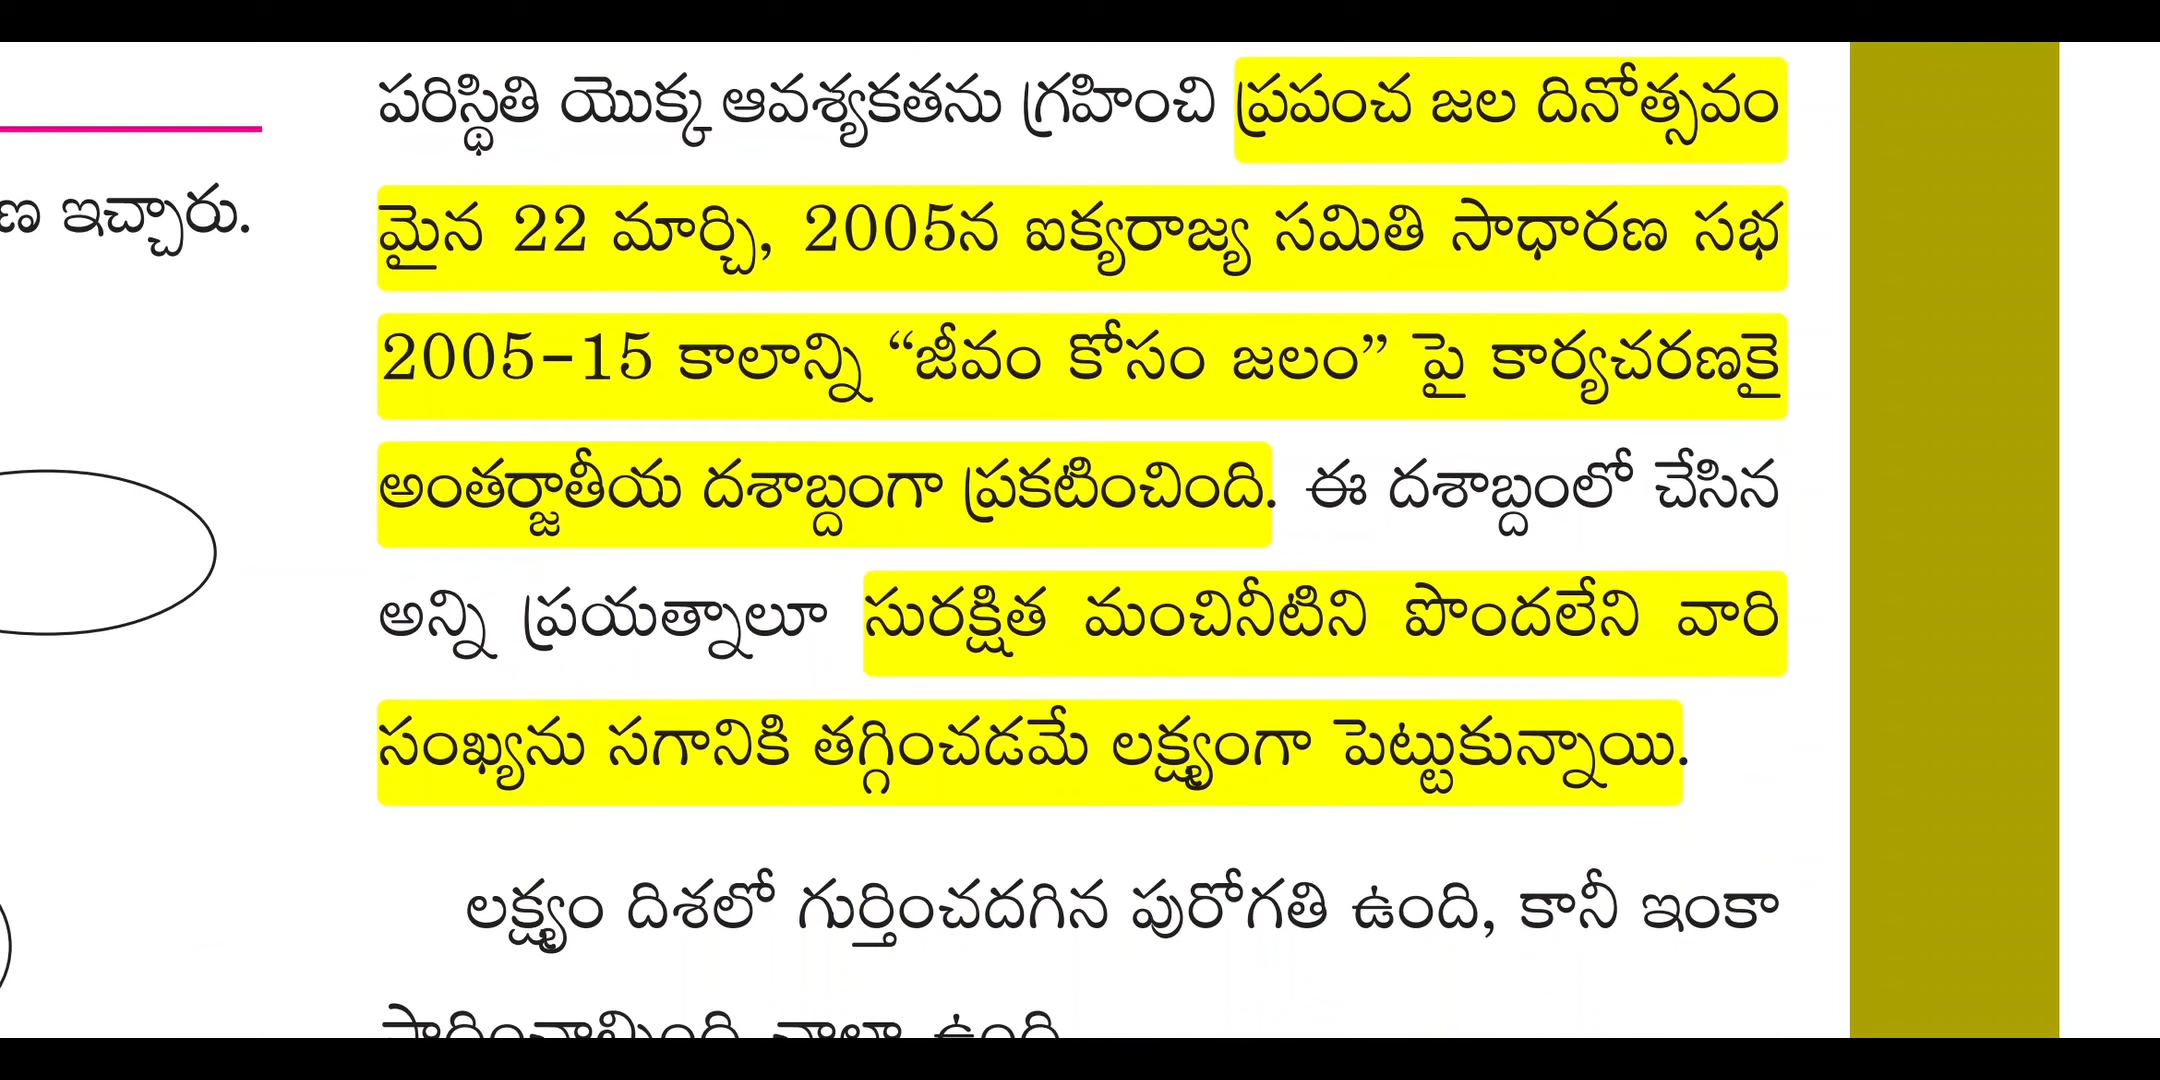 పరిస్థితి యొక్క ఆవశ్యకతను గ్రహించి ప్రపంచ జల దినోత్సవం
మైన 22 మార్చి, 2005న ఐక్యరాజ్య సమితి సాధారణ సభ
2005-15 కాలాన్ని “జీవం కోసం జలం” పై కార్యచరణకై
అంతర్జాతీయ దశాబ్దంగా ప్రకటించింది. ఈ దశాబ్దంలో చేసిన
అన్ని ప్రయత్నాలూ సురక్షిత మంచినీటిని పొందలేని వారి
సంఖ్యను సగానికి తగ్గించడమే లక్ష్యంగా పెట్టుకున్నాయి.
లక్ష్యం దిశలో గుర్తించదగిన పురోగతి ఉంది, కానీ ఇంకా
సాధించాల్సింది చాలా ఉంది.
ణ ఇచ్చారు.